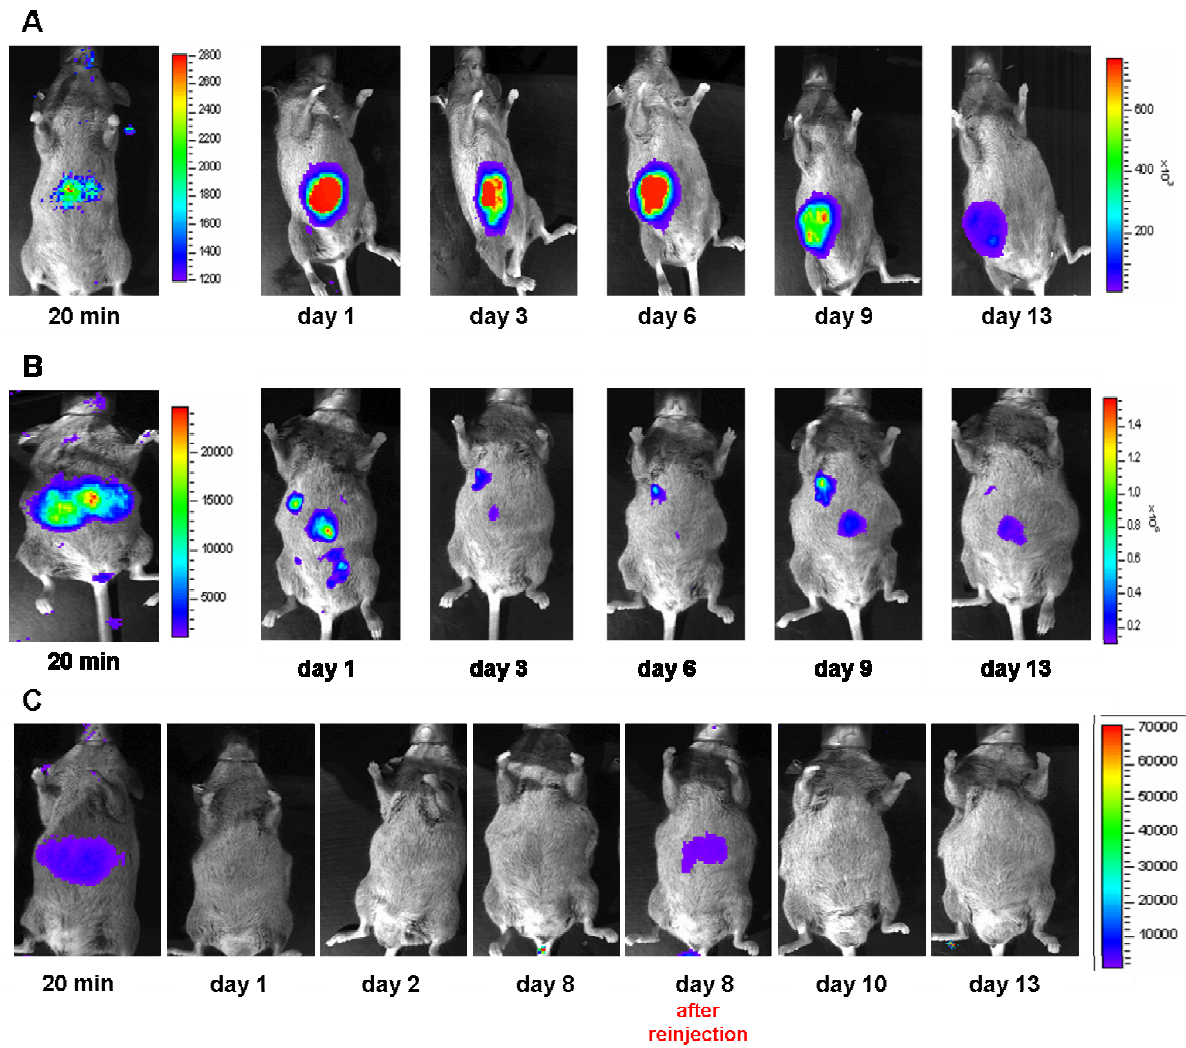 A
2800
2600
2400
2200
2000
1800
1600
1400
1200
600
400
200
×10³
20 min
day 1
day 3
day 6
day 9
day 13
B
20000
15000
10000
5000
1.4
1.2
1.0
0.8
0.6
0.4
0.2
×10⁶
20 min
day 1
day 3
day 6
day 9
day 13
C
70000
60000
50000
40000
30000
20000
10000
20 min
day 1
day 2
day 8
day 8
day 10
day 13
after
reinjection